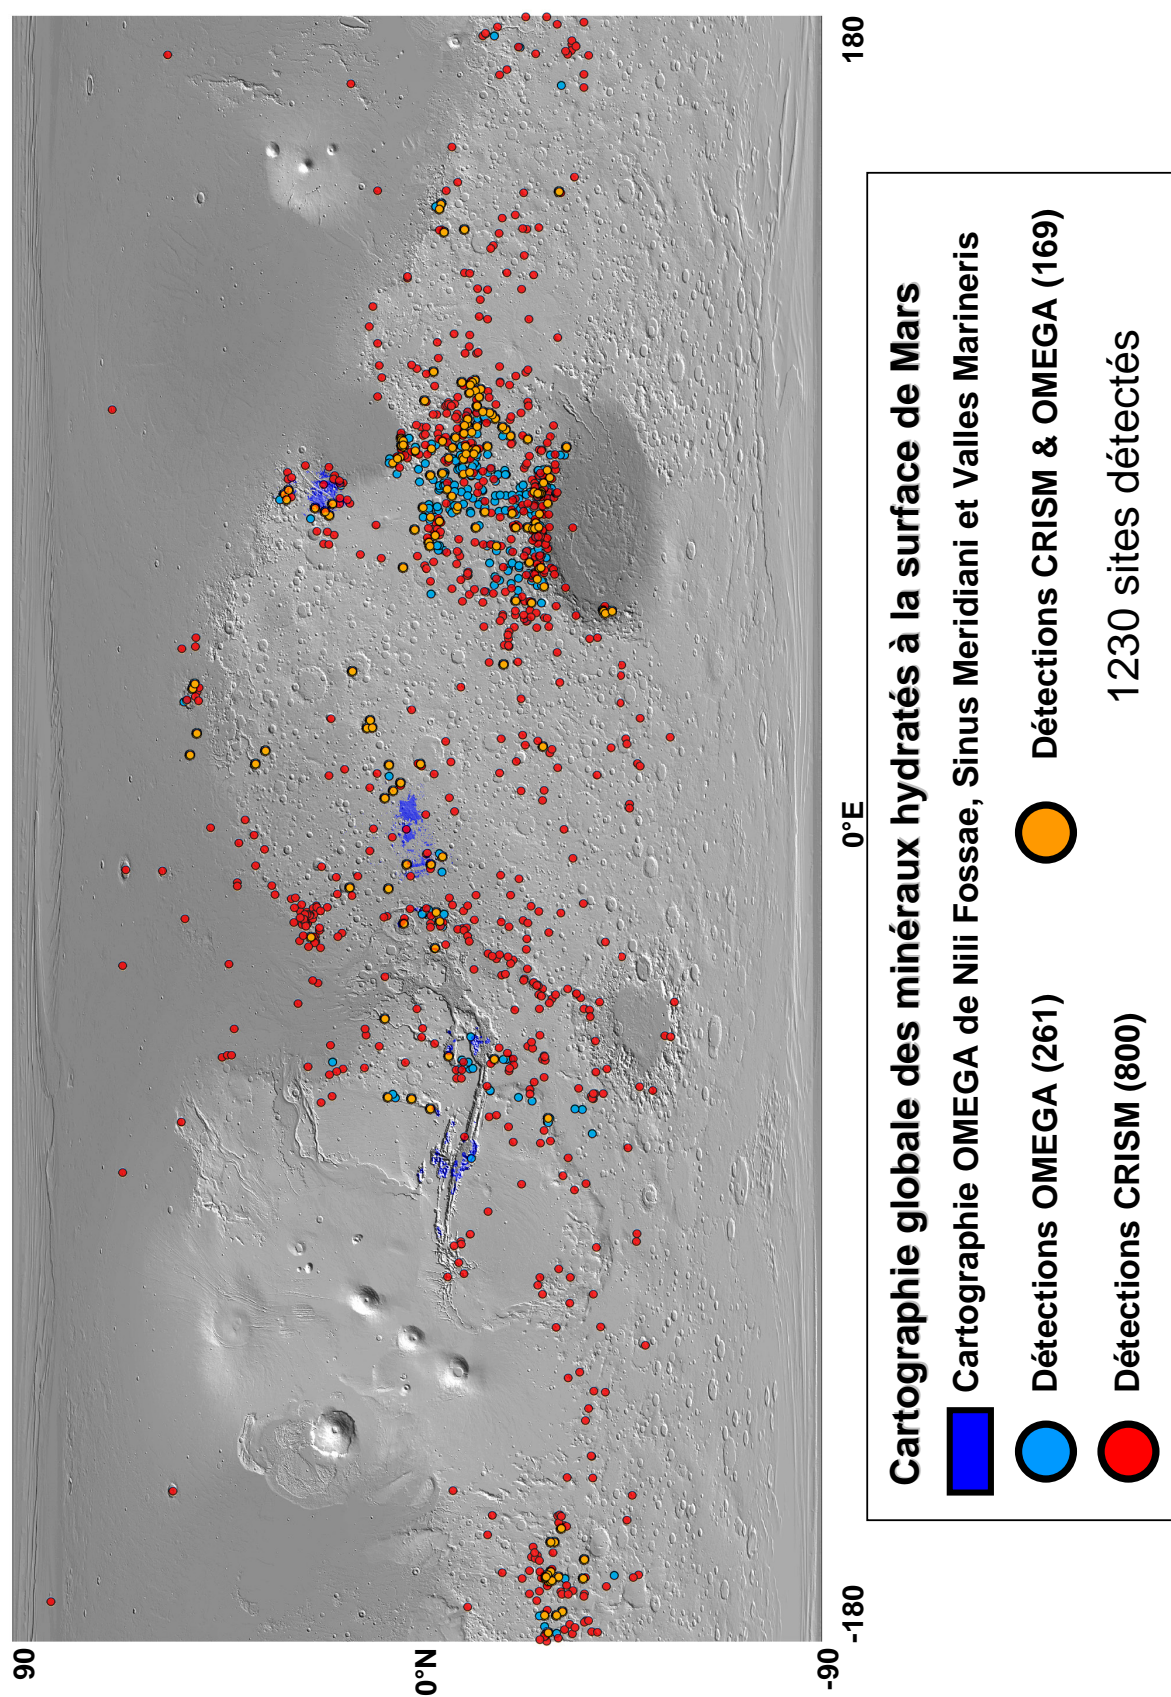 90
0°N
-90
-180
0°E
180
Cartographie globale des minéraux hydratés à la surface de Mars
Cartographie OMEGA de Nili Fossae, Sinus Meridiani et Valles Marineris
Détections OMEGA (261)
Détections CRISM & OMEGA (169)
Détections CRISM (800)
1230 sites détectés